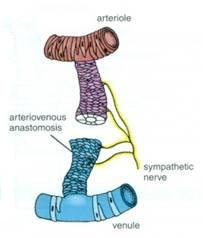 arteriole
arteriovenous
anastomosis
sympathetic
nerve
venule